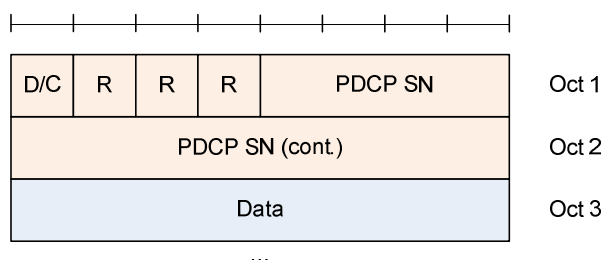 D/C R R R PDCP SN Oct 1
PDCP SN (cont.) Oct 2
Data Oct 3
...